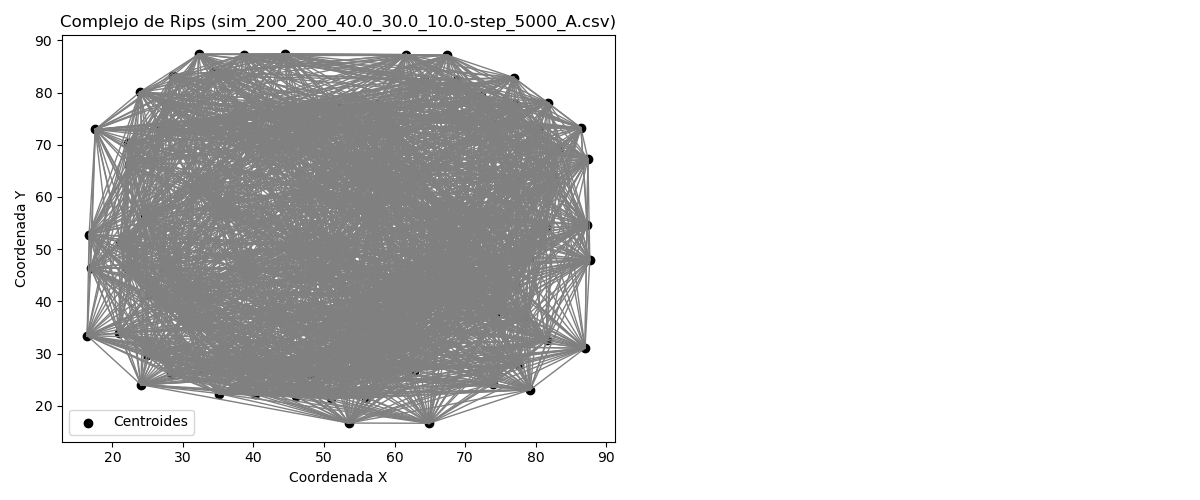 Complejo de Rips (sim_200_200_40.0_30.0_10.0-step_5000_A.csv)
90
80
70
60
50
40
30
20
Coordenada Y
Centroides
20 30 40 50 60 70 80 90
Coordenada X